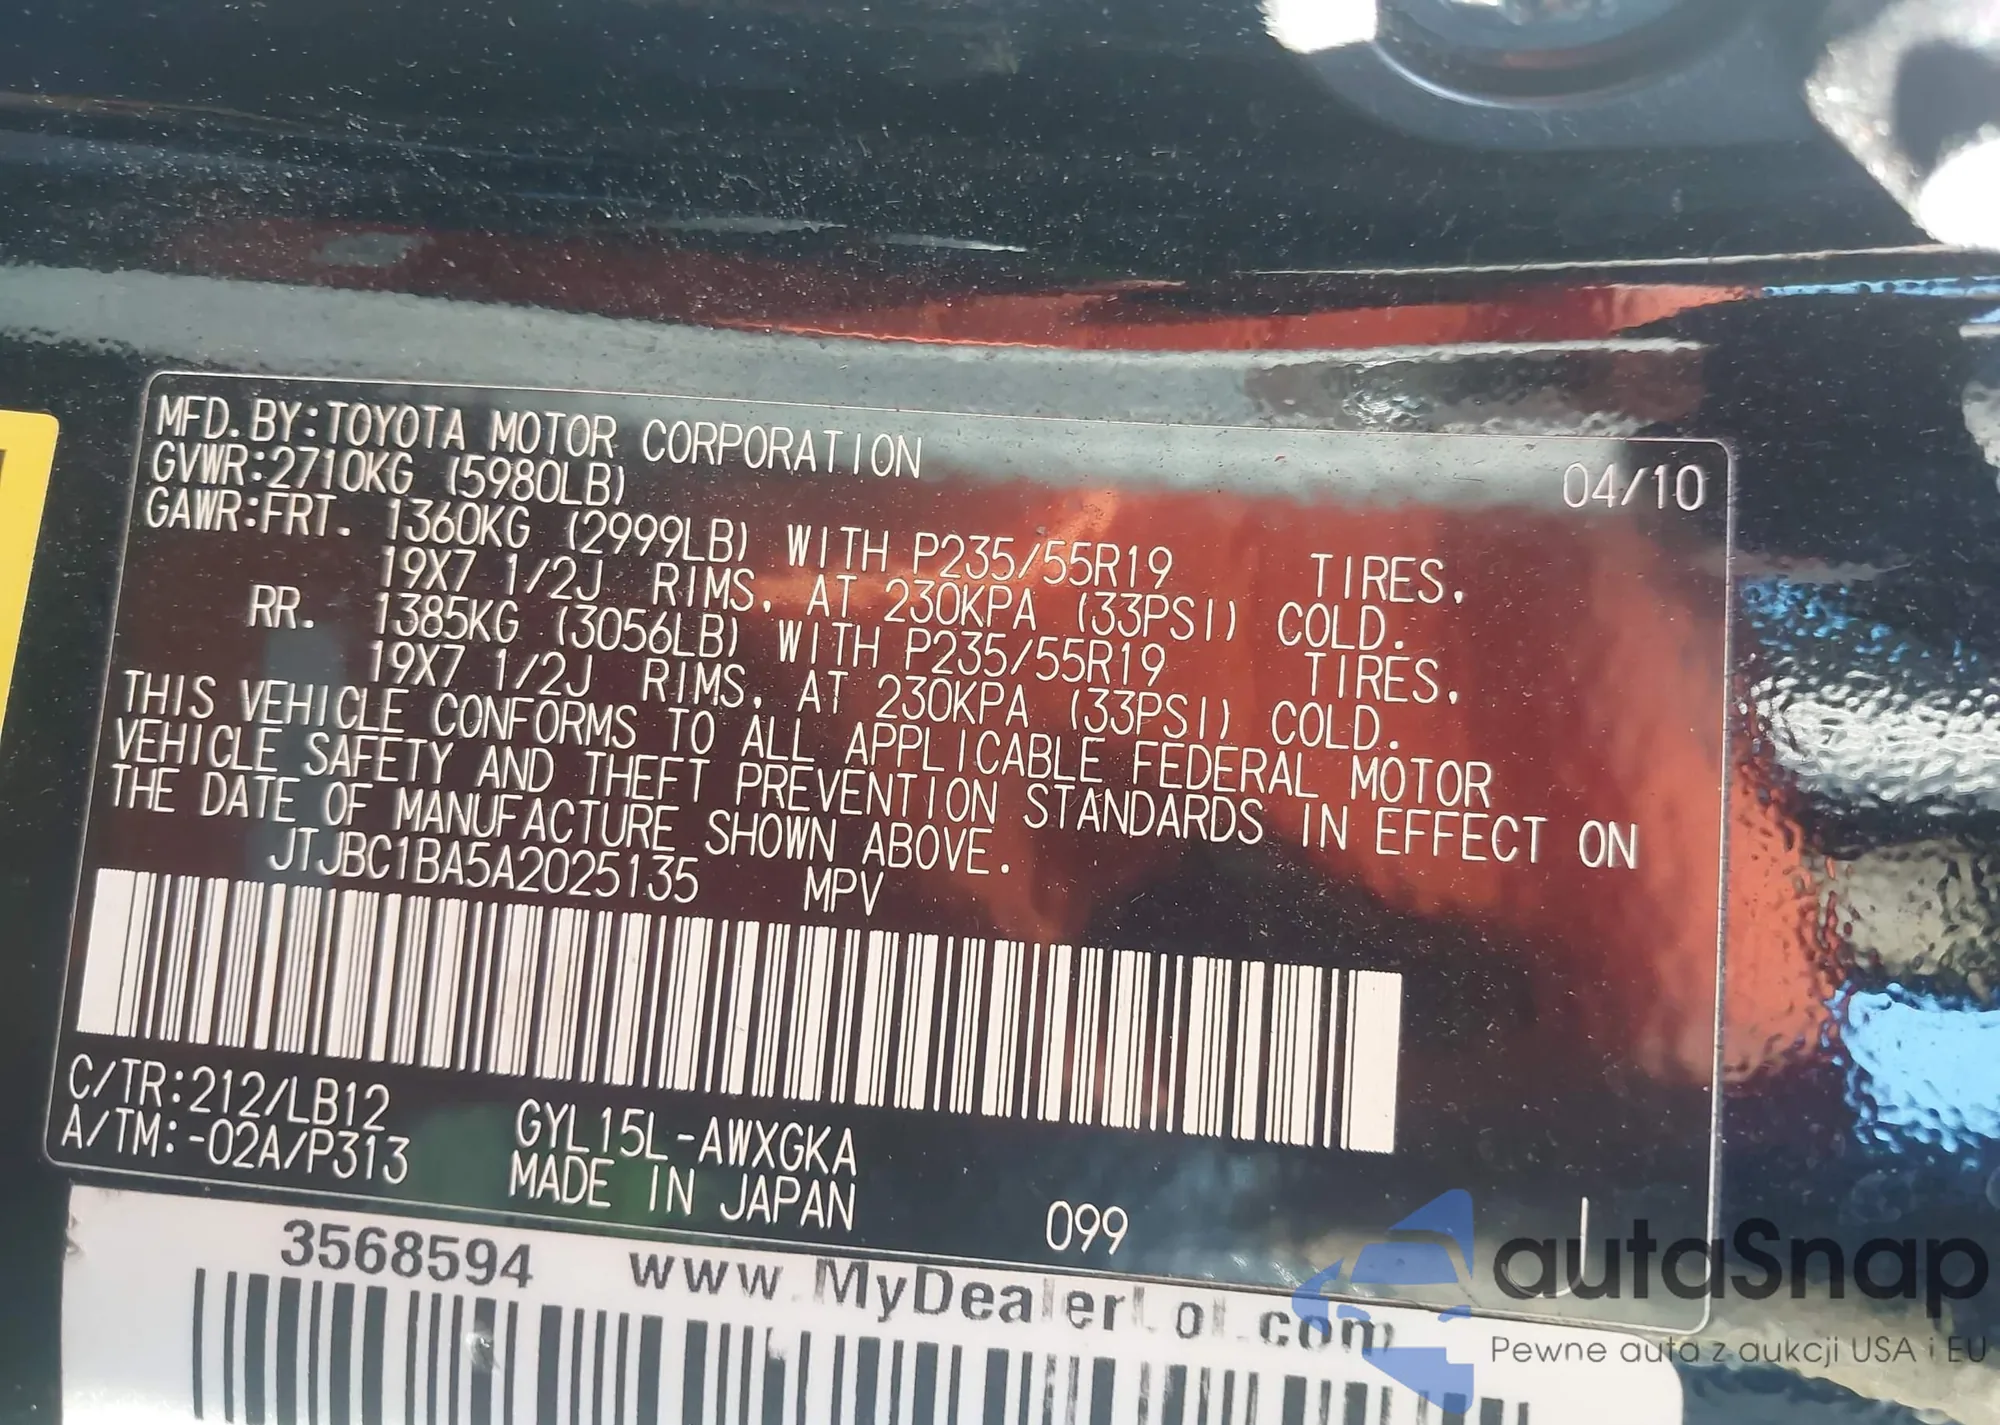 MFD.BY:TOYOTA MOTOR CORPORATION 04/10
GVWR:2710KG (5980LB)
GAWR:FRT. 1360KG (2999LB) WITH P235/55R19 TIRES,
19X7 1/2J RIMS, AT 230KPA (33PSI) COLD.
RR. 1385KG (3056LB) WITH P235/55R19 TIRES,
19X7 1/2J RIMS, AT 230KPA (33PSI) COLD.
THIS VEHICLE CONFORMS TO ALL APPLICABLE FEDERAL MOTOR
VEHICLE SAFETY AND THEFT PREVENTION STANDARDS IN EFFECT ON
THE DATE OF MANUFACTURE SHOWN ABOVE.
JTJBC1BA5A2025135 MPV
C/TR:212/LB12 GYL15L-AWXGKA
A/TM:-02A/P313 MADE IN JAPAN 099
3568594 www.MyDealerLot.com
autaSnap
Pewne auta z aukcji USA i EU